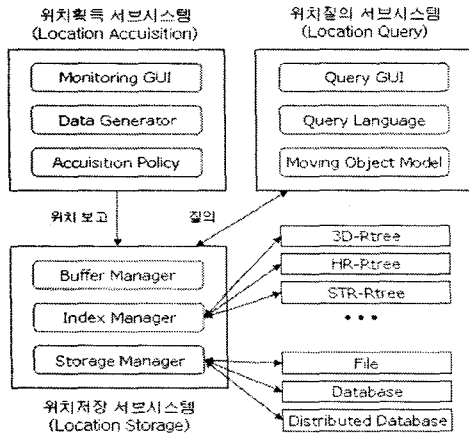 위치획득 서브시스템
(Location Accuisition)
Monitoring GUI
Data Generator
Acquisition Policy
위치질의 서브시스템
(Location Query)
Query GUI
Query Language
Moving Object Model
위치 보고
질의
Buffer Manager
Index Manager
Storage Manager
위치저장 서브시스템
(Location Storage)
3D-Rtree
HR-Rtree
STR-Rtree
• • •
File
Database
Distributed Database